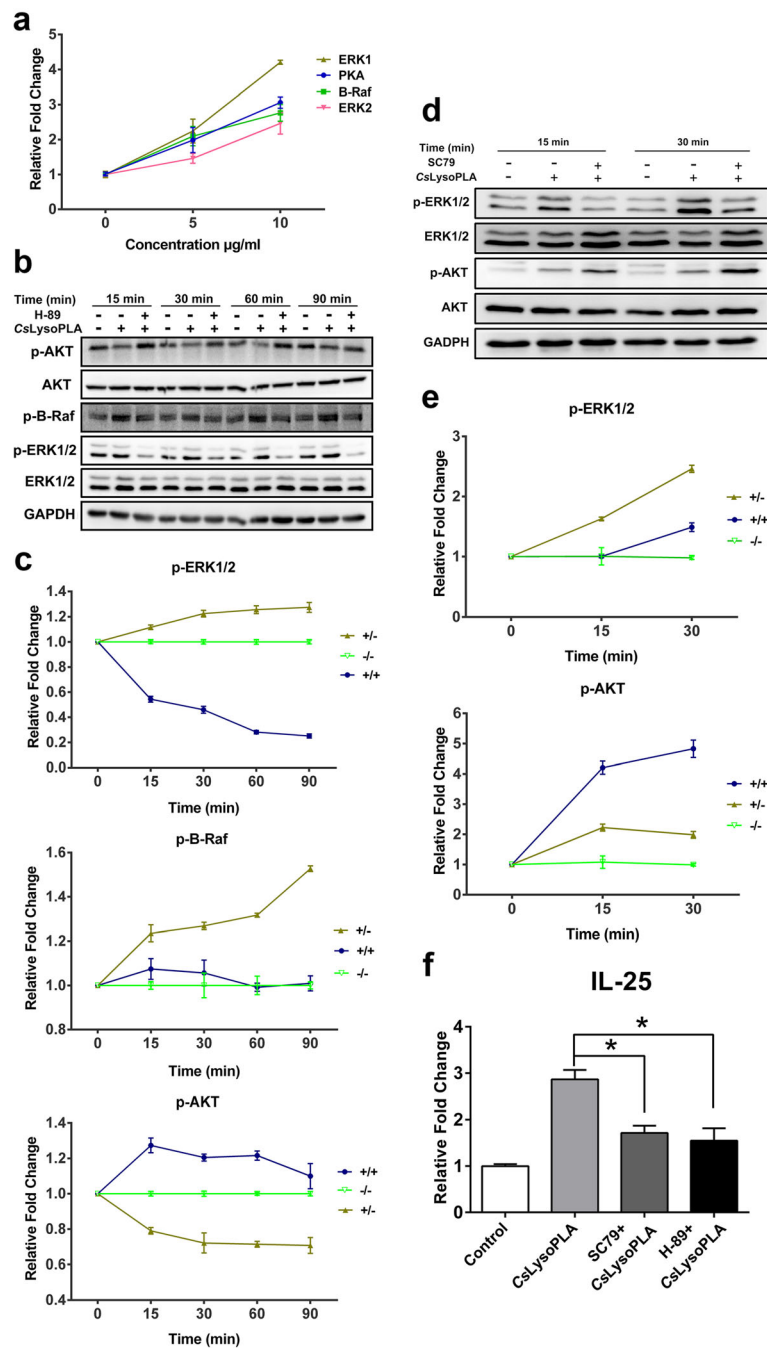 a
Relative Fold Change
5
4
3
2
1
0
0
5
10
Concentration µg/ml
ERK1
PKA
B-Raf
ERK2
b
Time (min) 15 min 30 min 60 min 90 min
H-89 - - + - - + - - + - - +
CsLysoPLA - + + - + + - + + - + +
p-AKT
AKT
p-B-Raf
p-ERK1/2
ERK1/2
GAPDH
c
p-ERK1/2
Relative Fold Change
1.4
1.2
1.0
0.8
0.6
0.4
0.2
0.0
0 15 30 60 90
Time (min)
+/-
-/-
+/+
p-B-Raf
Relative Fold Change
1.6
1.4
1.2
1.0
0.8
0 15 30 60 90
Time (min)
+/-
+/+
-/-
p-AKT
Relative Fold Change
1.4
1.2
1.0
0.8
0.6
0 15 30 60 90
Time (min)
+/+
-/-
+/-
d
Time (min) 15 min 30 min
SC79 - - + - - +
CsLysoPLA - + + - + +
p-ERK1/2
ERK1/2
p-AKT
AKT
GADPH
e
p-ERK1/2
Relative Fold Change
3
2
1
0
0 15 30
Time (min)
+/-
+/+
-/-
p-AKT
Relative Fold Change
6
5
4
3
2
1
0
0 15 30
Time (min)
+/+
+/-
-/-
f
IL-25
Relative Fold Change
4
3
2
1
0
*
*
Control
CsLysoPLA
SC79+
CsLysoPLA
H-89+
CsLysoPLA